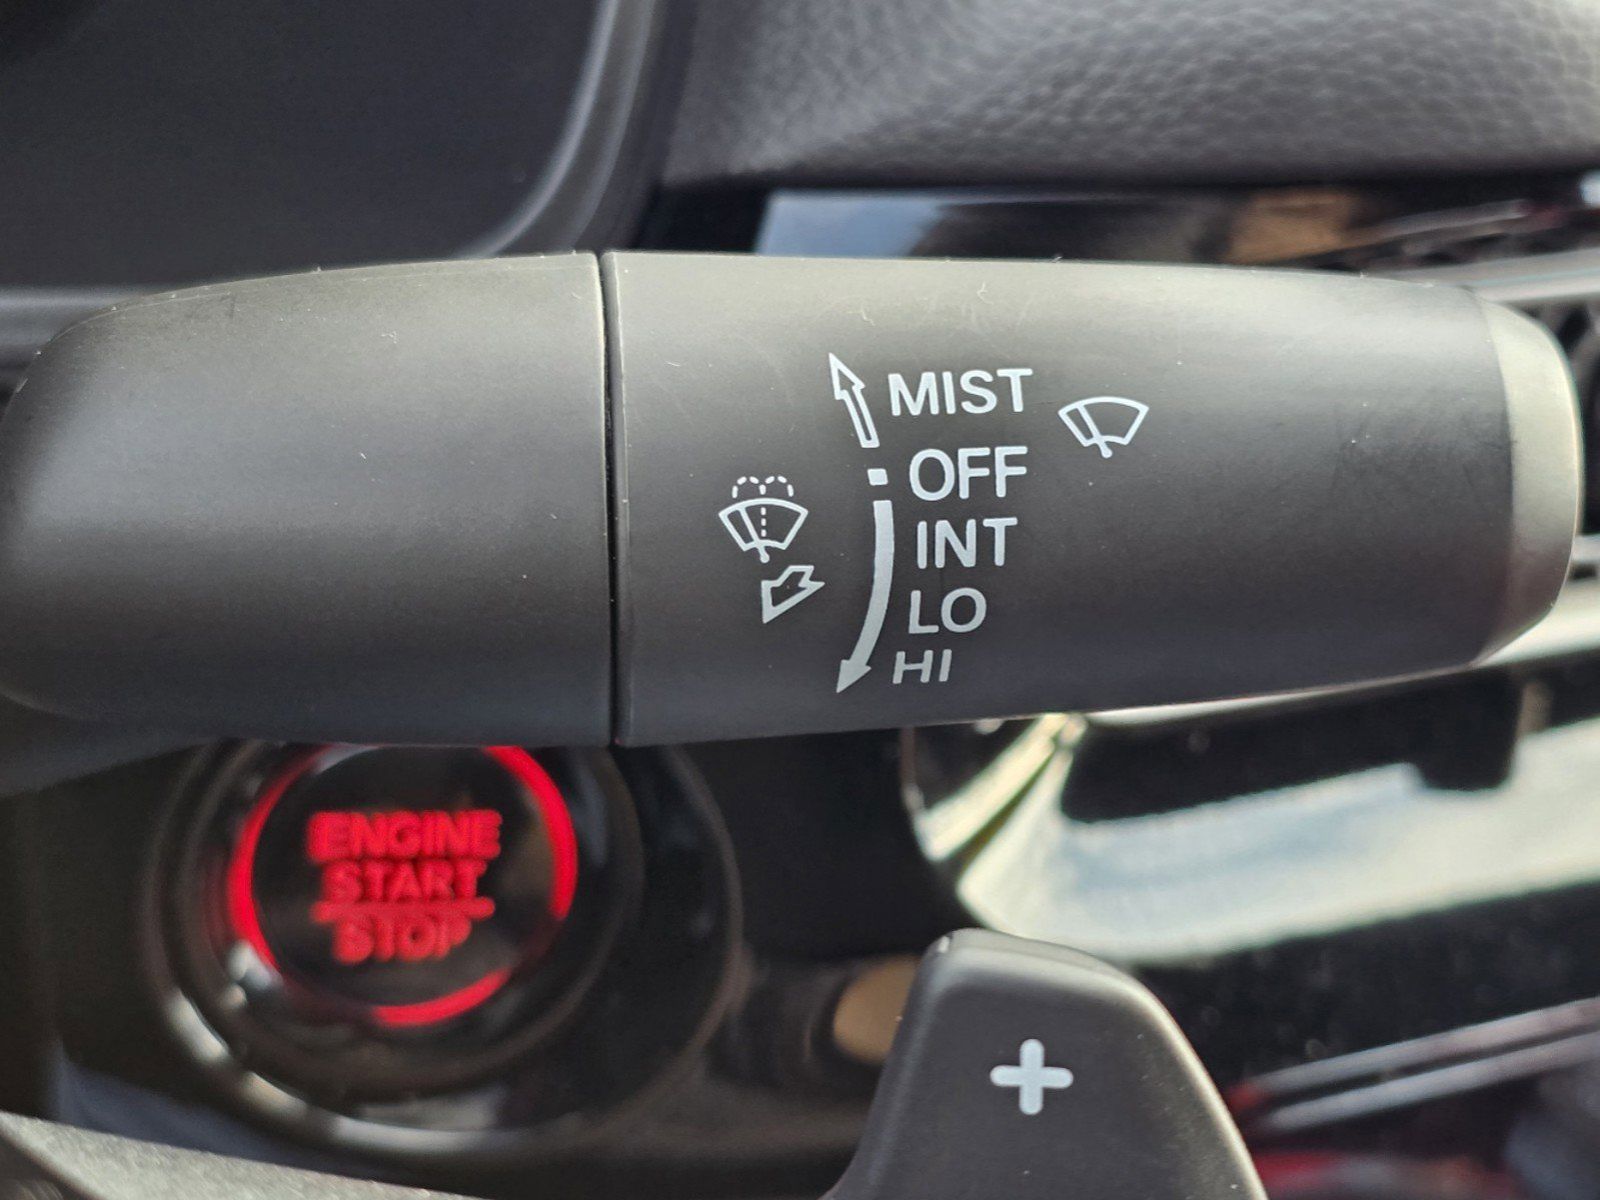 MIST
OFF
INT
LO
HI
ENGINE
START
STOP
+